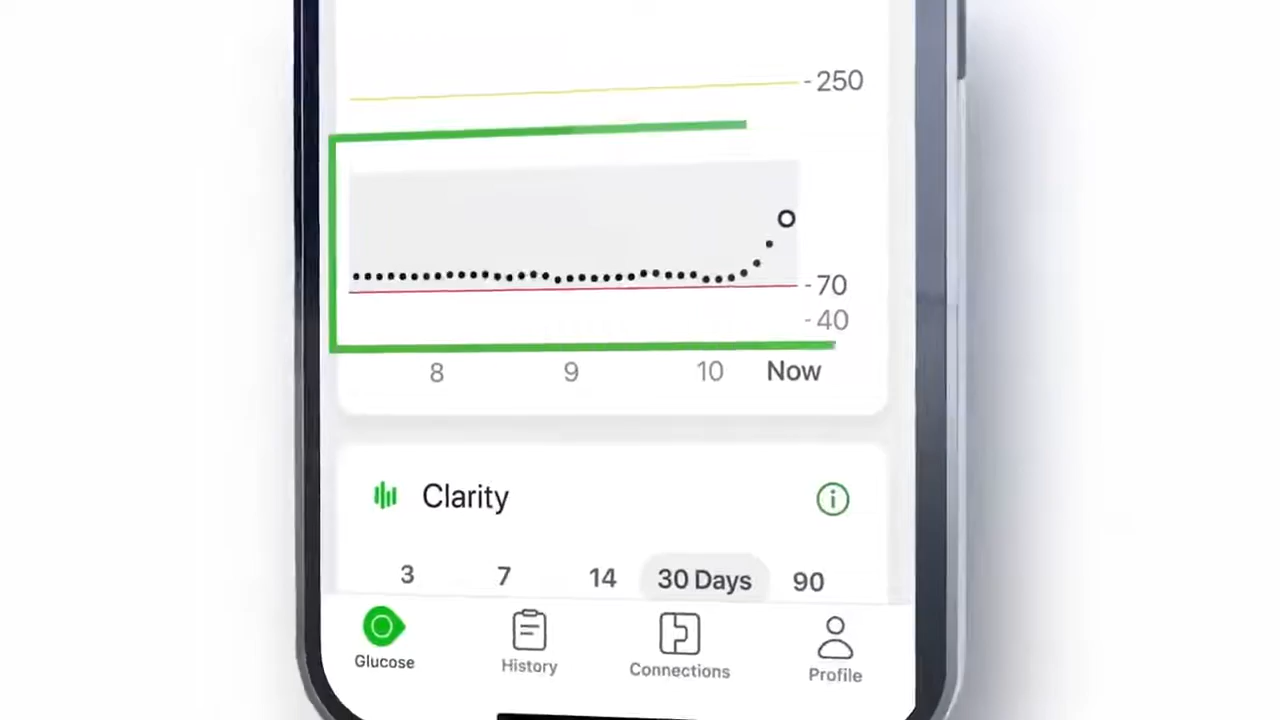 -250
-70
-40
8 9 10 Now
Clarity
3 7 14 30 Days 90
Glucose History Connections Profile